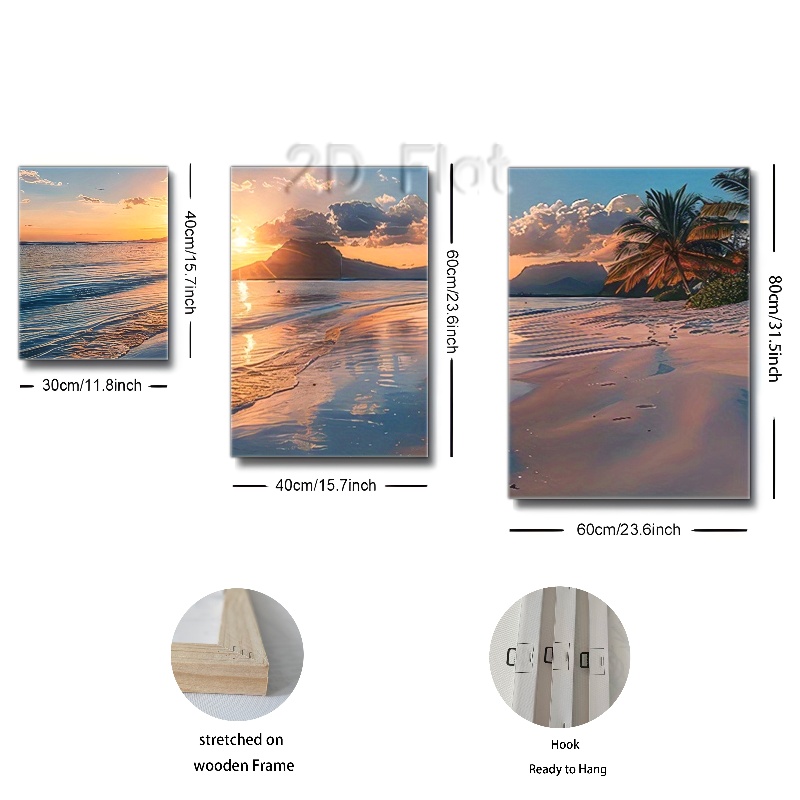 2D Flat
40cm/15.7inch
30cm/11.8inch
60cm/23.6inch
40cm/15.7inch
80cm/31.5inch
60cm/23.6inch
stretched on
wooden Frame
Hook
Ready to Hang